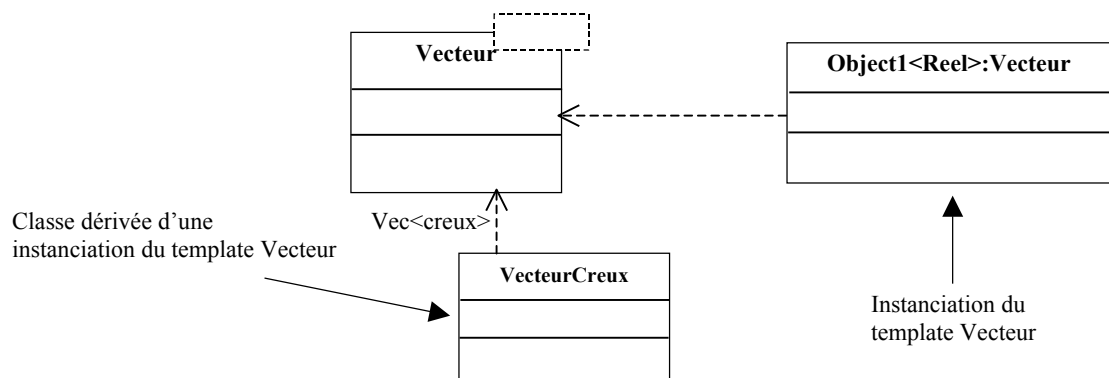 Vecteur
Object1<Reel>:Vecteur
Classe dérivée d'une
instanciation du template Vecteur
Vec<creux>
VecteurCreux
Instanciation du
template Vecteur